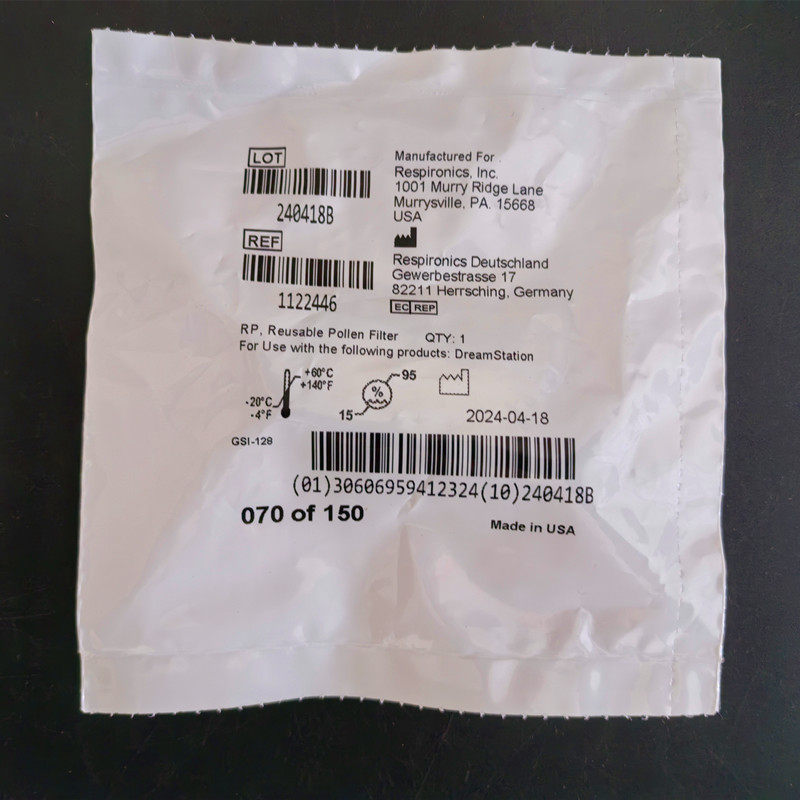 LOT
240418B
REF
1122446
Manufactured For
Respironics, Inc.
1001 Murry Ridge Lane
Murrysville, PA. 15668
USA
Respironics Deutschland
Gewerbestrasse 17
82211 Herrsching, Germany
EC REP
RP, Reusable Pollen Filter QTY: 1
For Use with the following products: DreamStation
+60°C
+140°F
-20°C
-4°F
95
%
15
2024-04-18
GSI-128
(01)30606959412324(10)240418B
070 of 150
Made in USA